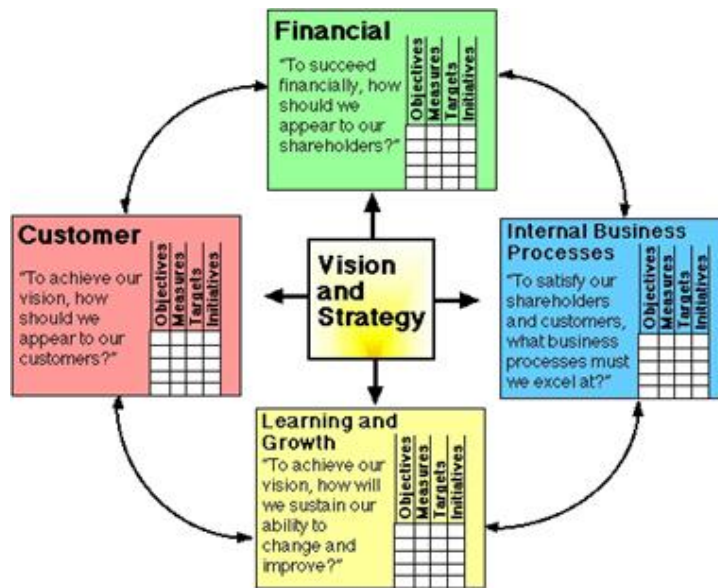 Financial
"To succeed
financially, how
should we
appear to our
shareholders?"
Objectives
Measures
Targets
Initiatives
Customer
"To achieve our
vision, how
should we
appear to our
customers?"
Objectives
Measures
Targets
Initiatives
Vision
and
Strategy
Internal Business
Processes
"To satisfy our
shareholders
and customers,
what business
processes must
we excel at?"
Objectives
Measures
Targets
Initiatives
Learning and
Growth
"To achieve our
vision, how will
we sustain our
ability to
change and
improve?"
Objectives
Measures
Targets
Initiatives